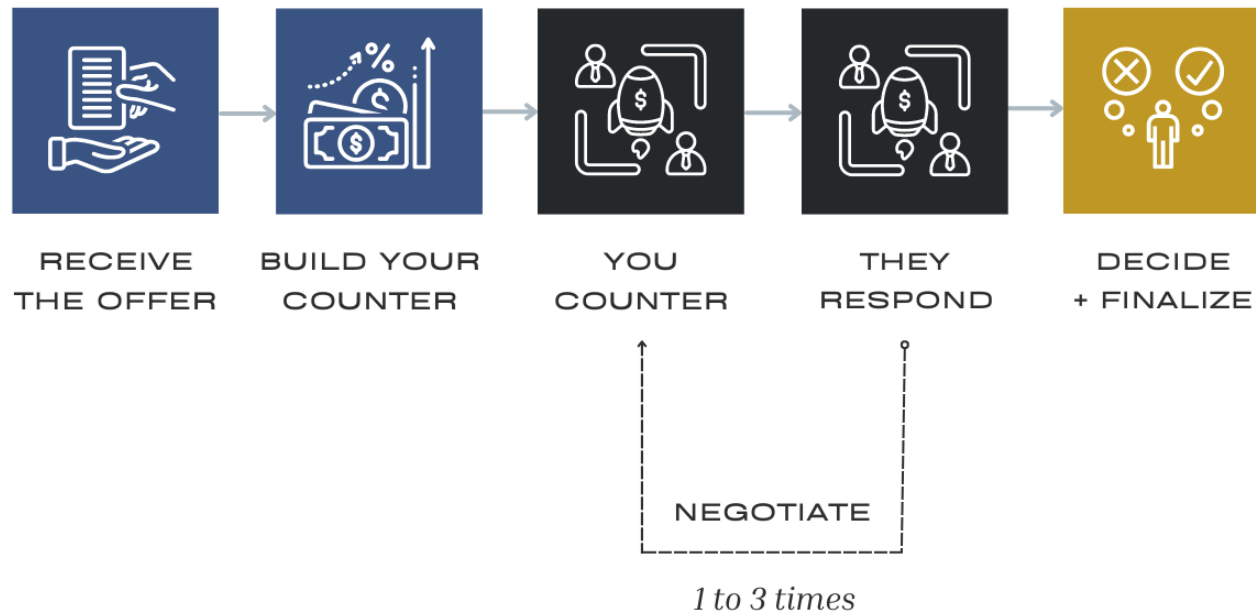 %
$
$
$
RECEIVE
THE OFFER
BUILD YOUR
COUNTER
YOU
COUNTER
THEY
RESPOND
DECIDE
+ FINALIZE
NEGOTIATE
1 to 3 times